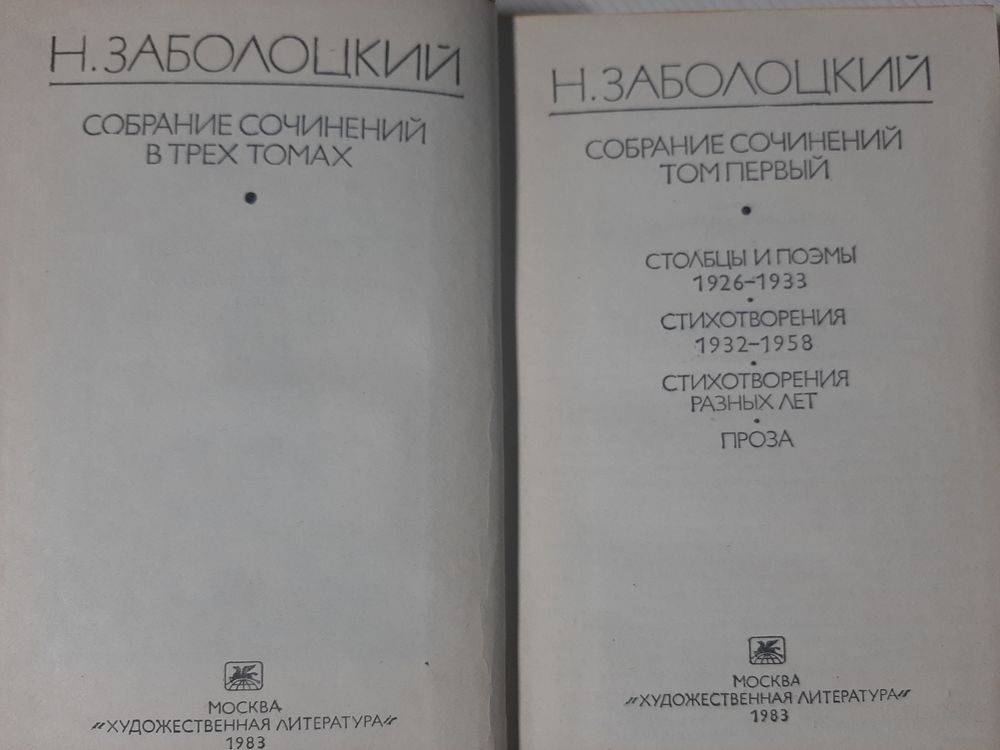 Н. ЗАБОЛОЦКИЙ
СОБРАНИЕ СОЧИНЕНИЙ
В ТРЕХ ТОМАХ
МОСКВА
"ХУДОЖЕСТВЕННАЯ ЛИТЕРАТУРА"
1983
Н. ЗАБОЛОЦКИЙ
СОБРАНИЕ СОЧИНЕНИЙ
ТОМ ПЕРВЫЙ
СТОЛБЦЫ И ПОЭМЫ
1926–1933
СТИХОТВОРЕНИЯ
1932–1958
СТИХОТВОРЕНИЯ
РАЗНЫХ ЛЕТ
ПРОЗА
МОСКВА
"ХУДОЖЕСТВЕННАЯ ЛИТЕРАТУРА"
1983